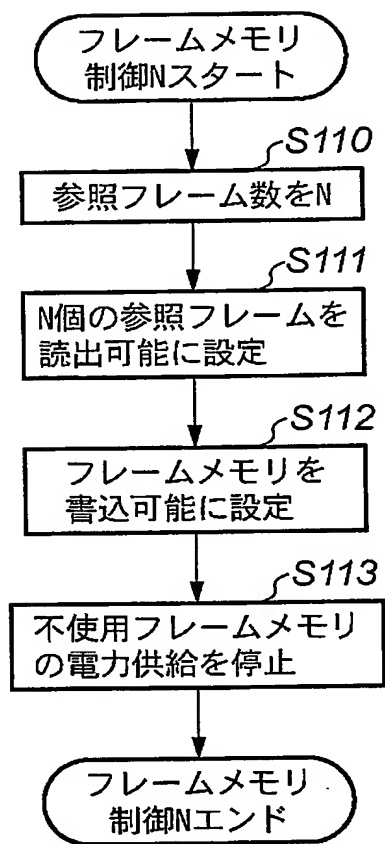 フレームメモリ
制御Nスタート
S110
参照フレーム数をN
S111
N個の参照フレームを
読出可能に設定
S112
フレームメモリを
書込可能に設定
S113
不使用フレームメモリ
の電力供給を停止
フレームメモリ
制御Nエンド